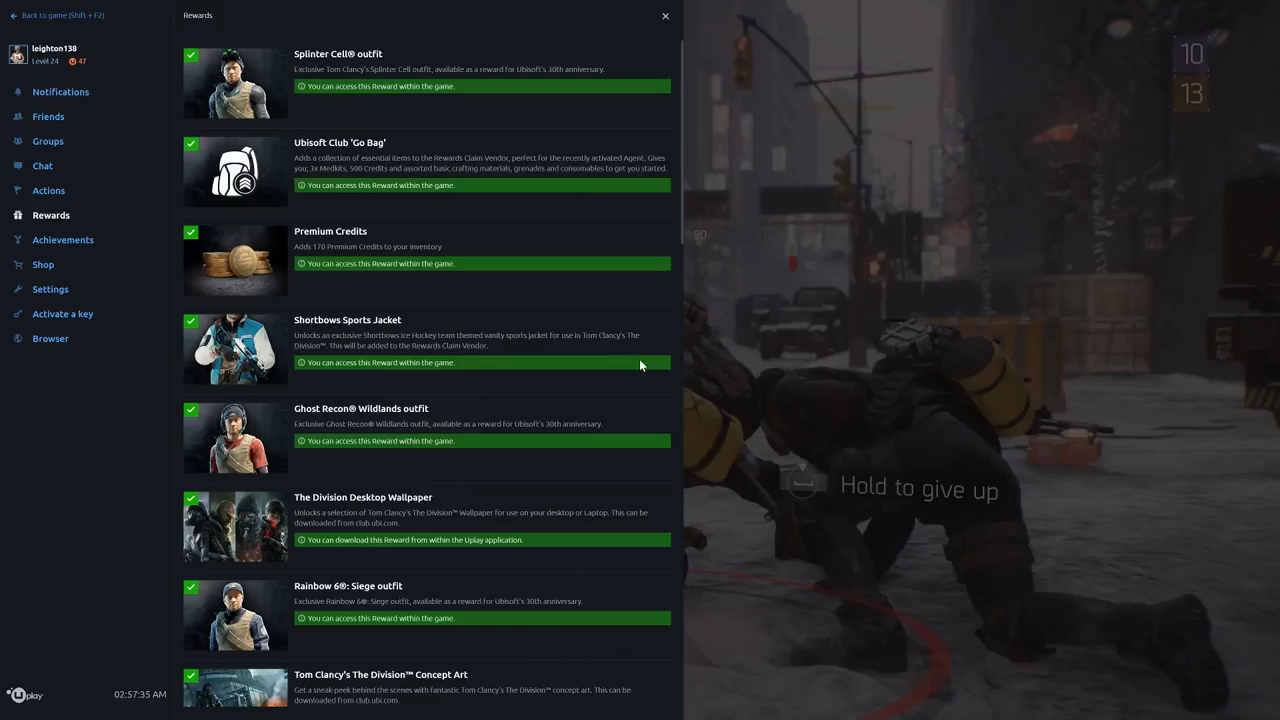 Back to game (Shift + F2)
leighton138
Level 24 47
Notifications
Friends
Groups
Chat
Actions
Rewards
Achievements
Shop
Settings
Activate a key
Browser
uplay
02:57:35 AM
Rewards
Splinter Cell® outfit
Exclusive Tom Clancy's Splinter Cell outfit, available as a reward for Ubisoft's 30th anniversary.
You can access this Reward within the game.
Ubisoft Club 'Go Bag'
Adds a collection of essential items to the Rewards Claim Vendor, perfect for the recently activated Agent. Gives
you; 3x Medkits, 500 Credits and assorted basic crafting materials, grenades and consumables to get you started.
You can access this Reward within the game.
Premium Credits
Adds 170 Premium Credits to your inventory
You can access this Reward within the game.
Shortbows Sports Jacket
Unlocks an exclusive Shortbows Ice Hockey team themed vanity sports jacket for use in Tom Clancy's The
Division™. This will be added to the Rewards Claim Vendor.
You can access this Reward within the game.
Ghost Recon® Wildlands outfit
Exclusive Ghost Recon® Wildlands outfit, available as a reward for Ubisoft's 30th anniversary.
You can access this Reward within the game.
The Division Desktop Wallpaper
Unlocks a selection of Tom Clancy's The Division™ Wallpaper for use on your desktop or Laptop. This can be
downloaded from club.ubi.com.
You can download this Reward from within the Uplay application.
Rainbow 6®: Siege outfit
Exclusive Rainbow 6®: Siege outfit, available as a reward for Ubisoft's 30th anniversary.
You can access this Reward within the game.
Tom Clancy's The Division™ Concept Art
Get a sneak-peek behind the scenes with fantastic Tom Clancy's The Division™ concept art. This can be
downloaded from club.ubi.com.
10
13
90
Hold to give up